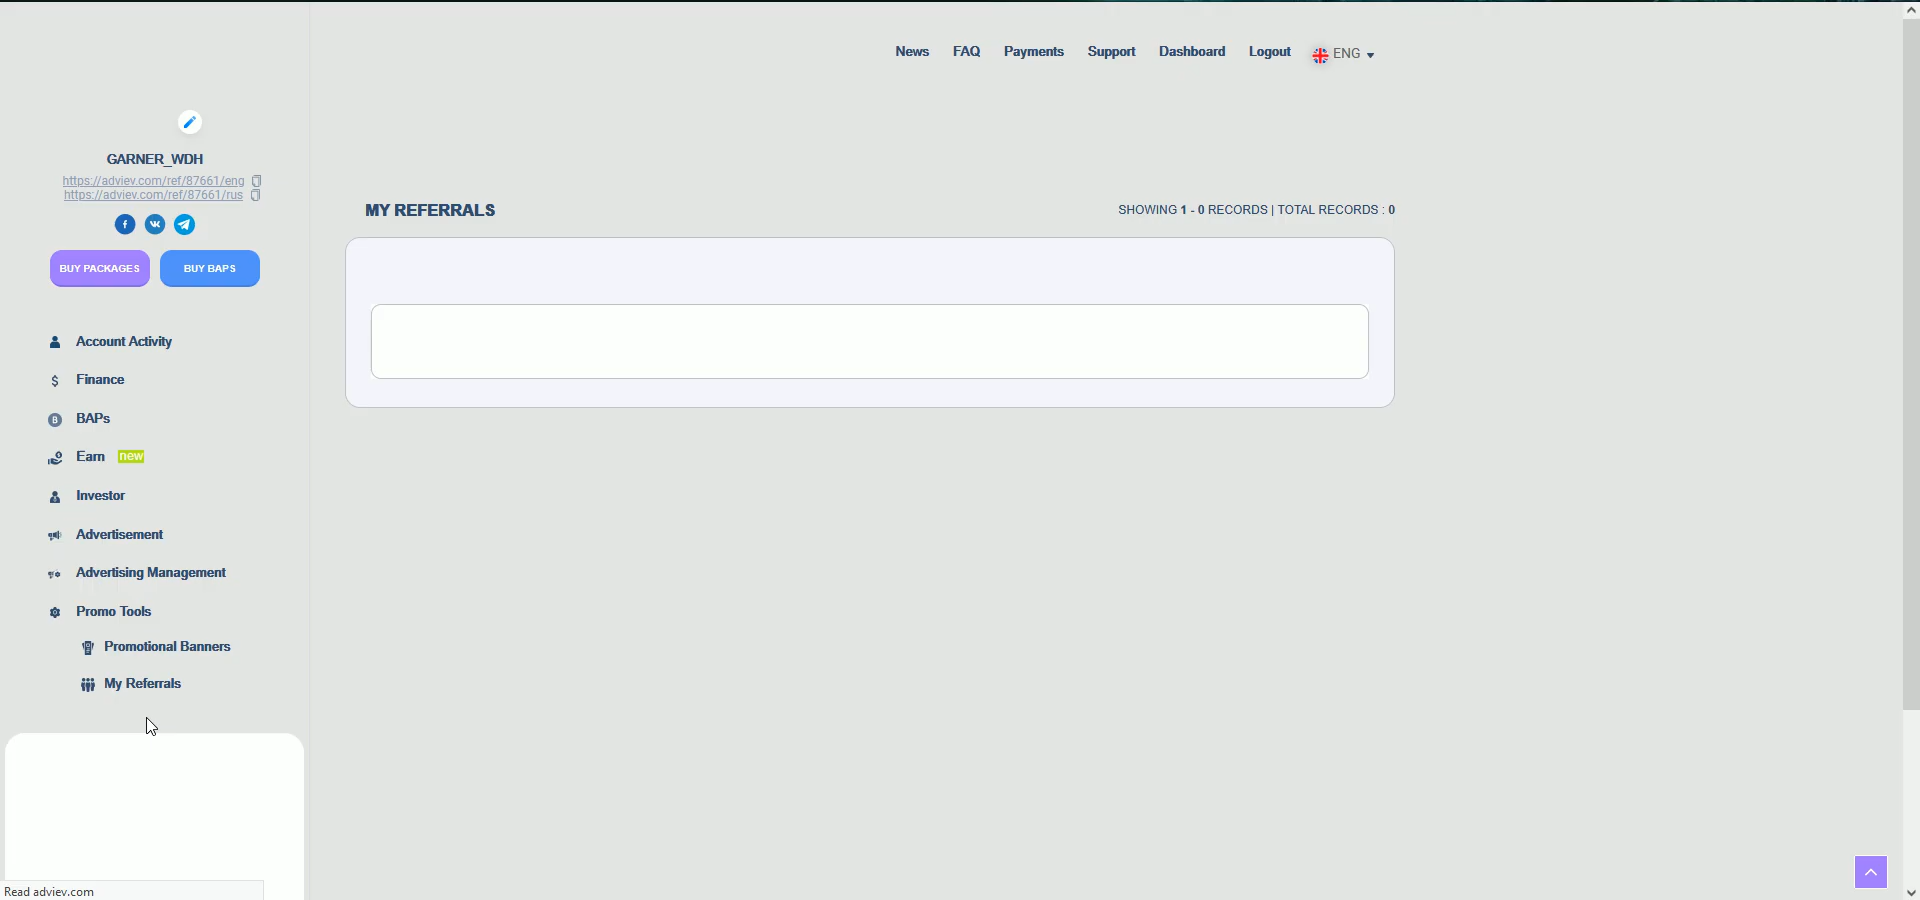 News FAQ Payments Support Dashboard Logout ENG
GARNER_WDH
https://adviev.com/ref/87661/eng
https://adviev.com/ref/87661/rus
BUY PACKAGES BUY BAPS
MY REFERRALS
SHOWING 1 - 0 RECORDS | TOTAL RECORDS : 0
Account Activity
Finance
BAPs
Earn new
Investor
Advertisement
Advertising Management
Promo Tools
Promotional Banners
My Referrals
Read adviev.com